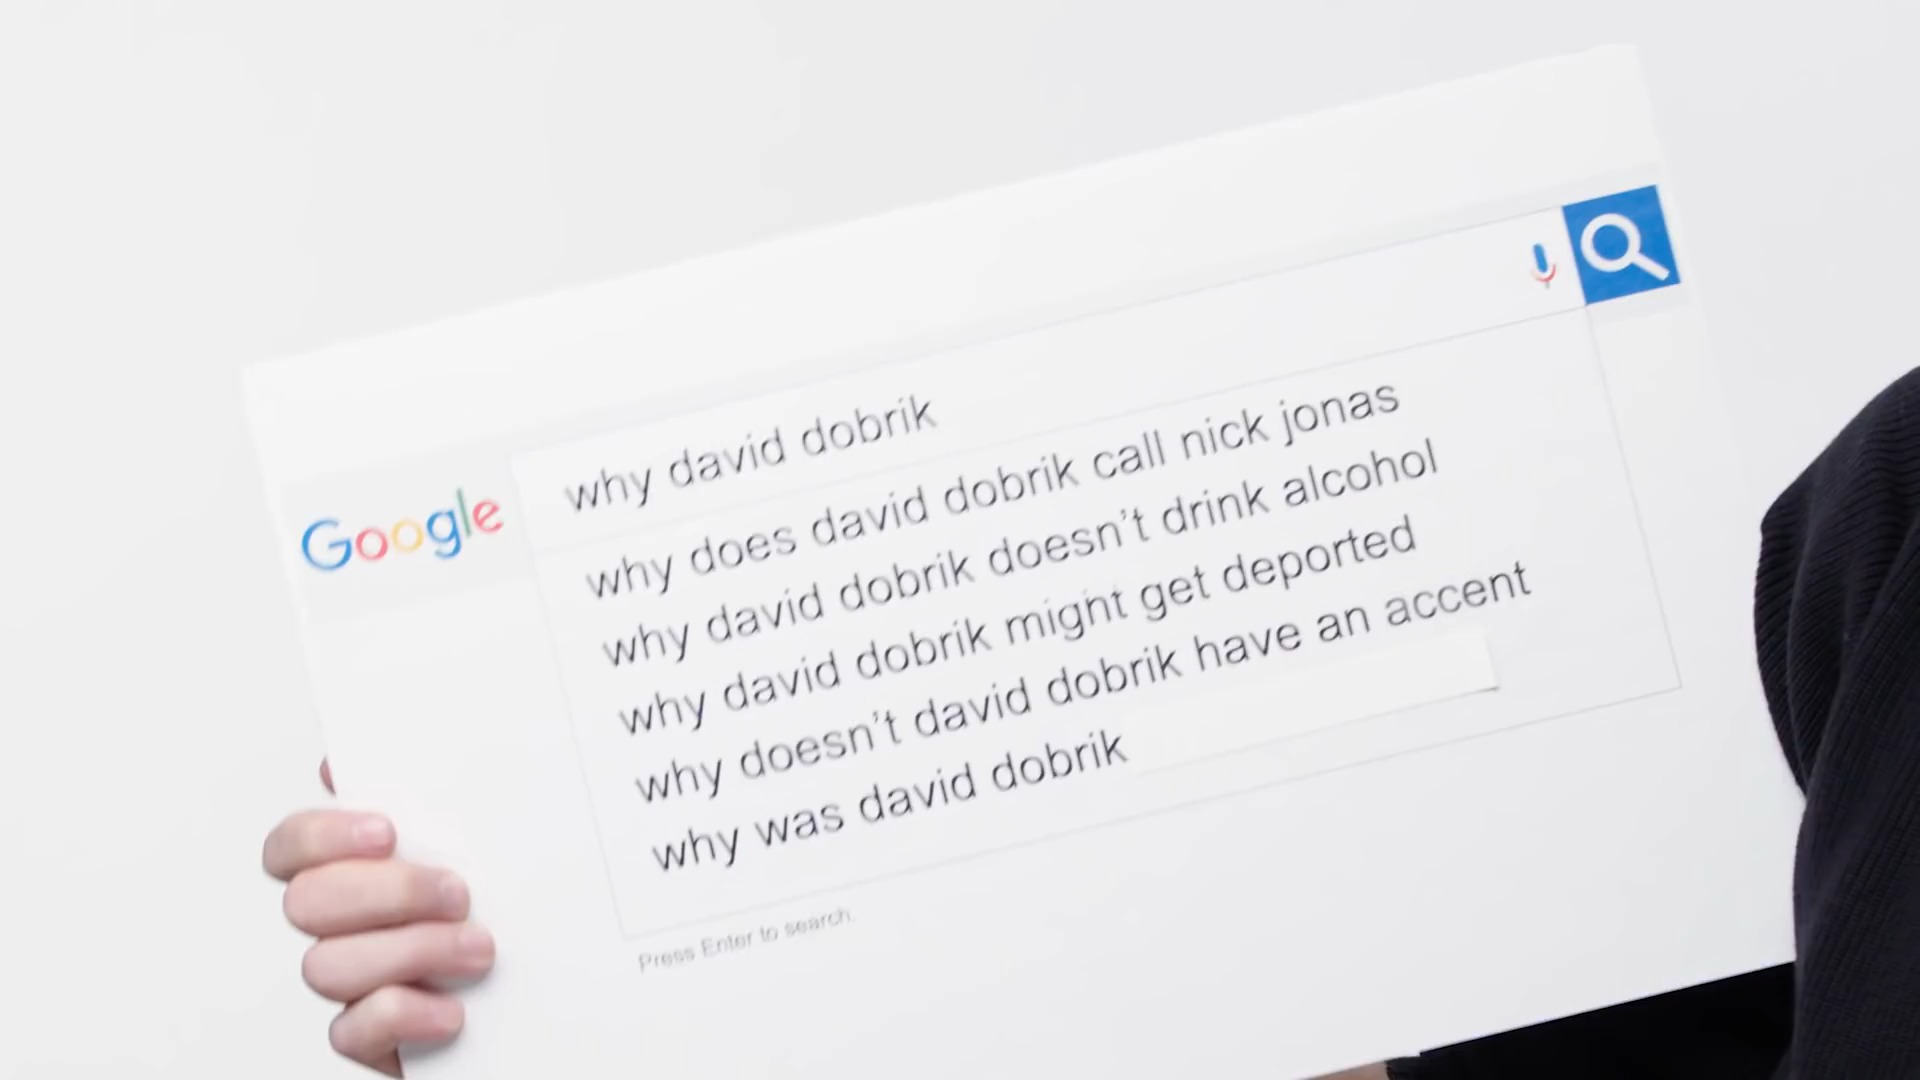 why david dobrik
Google
why does david dobrik call nick jonas
why david dobrik doesn't drink alcohol
why david dobrik might get deported
why doesn't david dobrik have an accent
why was david dobrik
Press Enter to search.